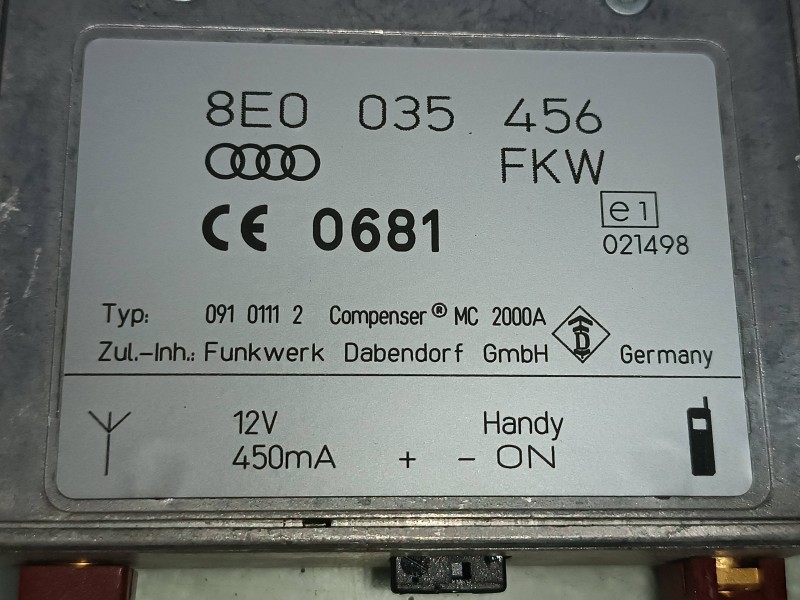 8E0 035 456
FKW
CE 0681
e1
021498
Typ: 091 0111 2 Compenser® MC 2000A
Zul.-Inh.: Funkwerk Dabendorf GmbH Germany
12V Handy
450mA + - ON